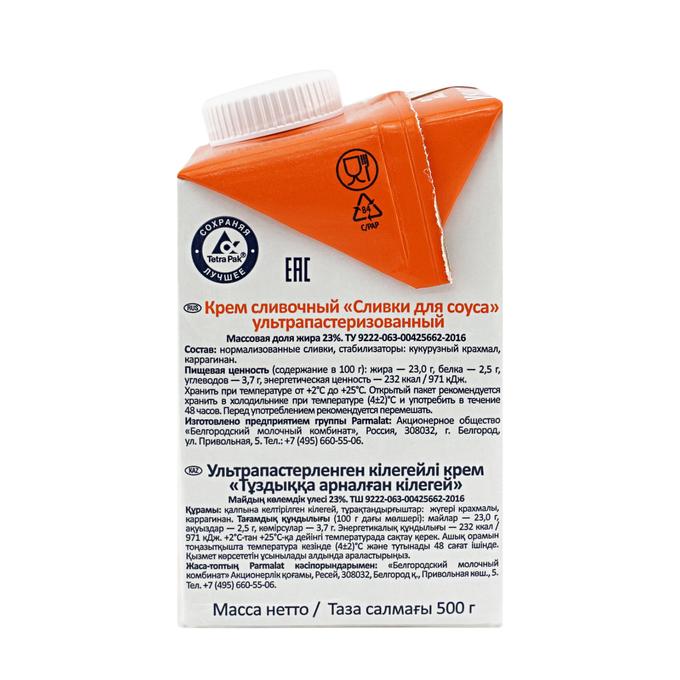 84
C/PAP
СОХРАНЯЯ
Tetra Pak®
ЛУЧШЕЕ
EAC
RUS Крем сливочный «Сливки для соуса»
ультрапастеризованный
Массовая доля жира 23%. ТУ 9222-063-00425662-2016
Состав: нормализованные сливки, стабилизаторы: кукурузный крахмал,
каррагинан.
Пищевая ценность (содержание в 100 г): жира — 23,0 г, белка — 2,5 г,
углеводов — 3,7 г, энергетическая ценность — 232 ккал / 971 кДж.
Хранить при температуре от +2°С до +25°С. Открытый пакет рекомендуется
хранить в холодильнике при температуре (4±2)°С и употребить в течение
48 часов. Перед употреблением рекомендуется перемешать.
Изготовлено предприятием группы Parmalat: Акционерное общество
«Белгородский молочный комбинат», Россия, 308032, г. Белгород,
ул. Привольная, 5. Тел.: +7 (495) 660-55-06.
KAZ Ультрапастерленген кілегейлі крем
«Тұздыққа арналған кілегей»
Майдың көлемдік үлесі 23%. ТШ 9222-063-00425662-2016
Құрамы: қалпына келтірілген кілегей, тұрақтандырғыштар: жүгері крахмалы,
каррагинан. Тағамдық құндылығы (100 г дағы мөлшері): майлар — 23,0 г,
ақуыздар — 2,5 г, көмірсулар — 3,7 г. Энергетикалық құндылығы — 232 ккал /
971 кДж. +2°С-тан +25°С-қа дейінгі температурада сақтау керек. Ашық орамын
тоңазытқышта температура кезінде (4±2)°С және тұтынады 48 сағат ішінде.
Қызмет көрсететін ұсынылады алдында араластырыңыз.
Жаса-топтың Parmalat кәсіпорындарымен: «Белгородский молочный
комбинат» Акционерлік қоғамы, Ресей, 308032, Белгород қ., Привольная көш., 5.
Тел. +7 (495) 660-55-06.
Масса нетто / Таза салмағы 500 г